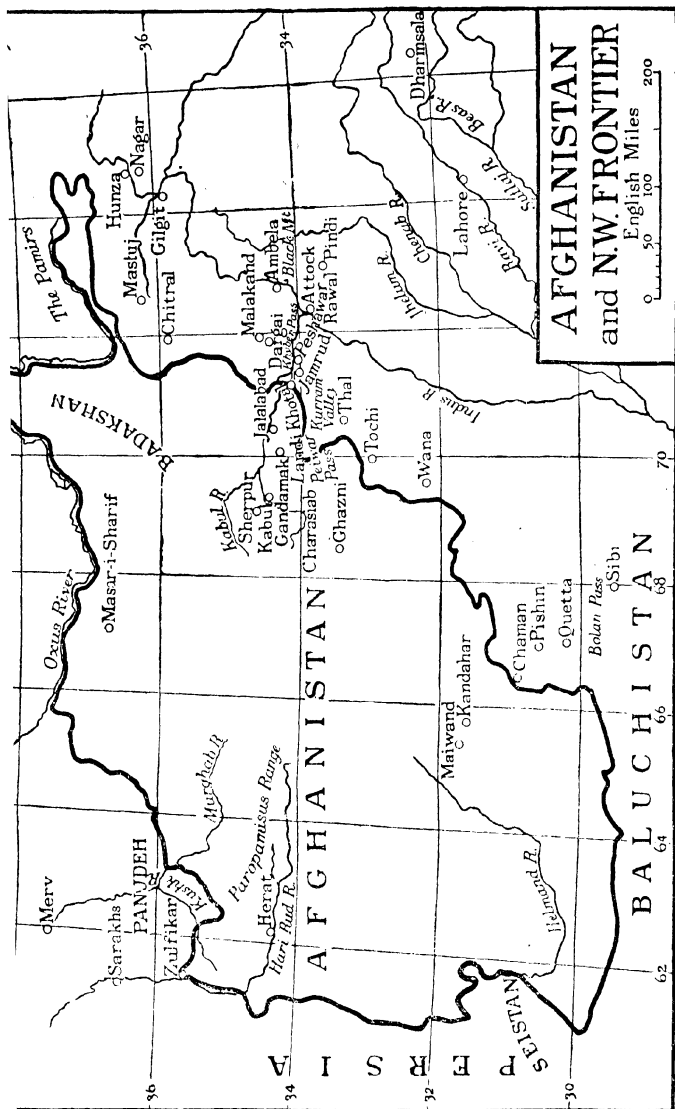 AFGHANISTAN
and N.W. FRONTIER
0 50 100 200
English Miles
The Pamirs
BADAKSHAN
Oxus River
Masar-i-Sharif
Merv
Sarakhs
PANJDEH
Zulfikar
Kushk R.
Murghab R
Paropamisus Range
Herat
Hari Rud R.
AFGHANISTAN
PERSIA
SEISTAN
Helmand R.
BALUCHISTAN
Maiwand
Kandahar
Chaman
Pishin
Quetta
Bolan Pass
Sibi
Wana
Tochi
Thal
Kurram
Valley
Peiwar
Pass
Ghazni
Charasiab
Gandamak
Kabul
Sherpur
Kabul R
Jalalabad
Landi Khotal
Khyber Pass
Jamrud
Peshawar
Dargai
Malakand
Ambela
Black Mt.
Attock
Rawal Pindi
Chitral
Mastuj
Gilgit
Hunza
Nagar
Indus R
Jhelum R.
Chenab R.
Ravi R.
Lahore
Sutlej R
Beas R.
Dharmsala
36
34
36
34
32
30
62
64
66
68
70